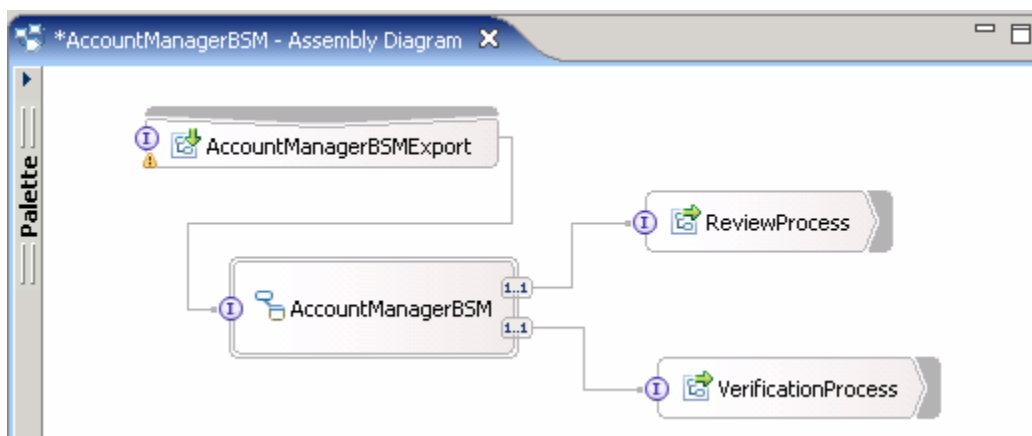 *AccountManagerBSM - Assembly Diagram
Palette
I AccountManagerBSMExport
I ReviewProcess
I AccountManagerBSM
1..1
1..1
I VerificationProcess